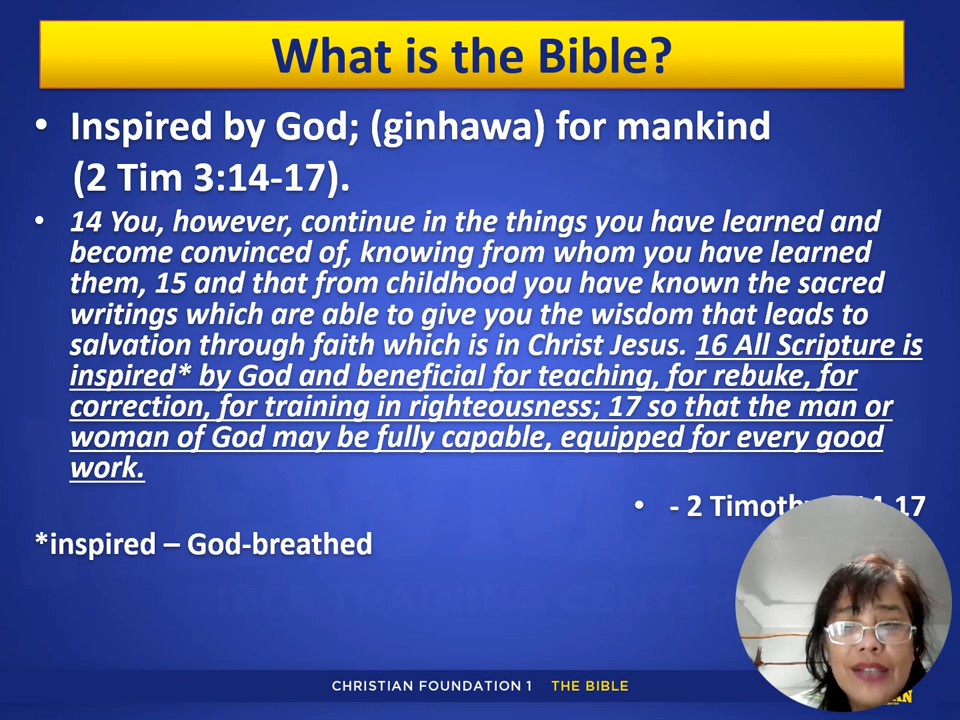 What is the Bible?
• Inspired by God; (ginhawa) for mankind
(2 Tim 3:14-17).
• 14 You, however, continue in the things you have learned and
become convinced of, knowing from whom you have learned
them, 15 and that from childhood you have known the sacred
writings which are able to give you the wisdom that leads to
salvation through faith which is in Christ Jesus. 16 All Scripture is
inspired* by God and beneficial for teaching, for rebuke, for
correction, for training in righteousness; 17 so that the man or
woman of God may be fully capable, equipped for every good
work.
• - 2 Timothy 3:14-17
*inspired – God-breathed
CHRISTIAN FOUNDATION 1 THE BIBLE